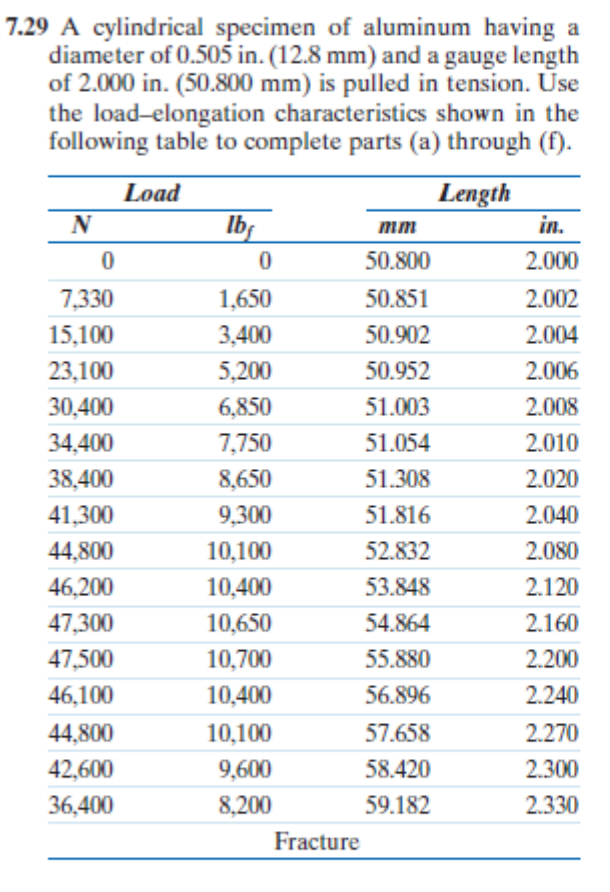 7.29 A cylindrical specimen of aluminum having a
diameter of 0.505 in. (12.8 mm) and a gauge length
of 2.000 in. (50.800 mm) is pulled in tension. Use
the load–elongation characteristics shown in the
following table to complete parts (a) through (f).
Load Length
N lbf mm in.
0 0 50.800 2.000
7,330 1,650 50.851 2.002
15,100 3,400 50.902 2.004
23,100 5,200 50.952 2.006
30,400 6,850 51.003 2.008
34,400 7,750 51.054 2.010
38,400 8,650 51.308 2.020
41,300 9,300 51.816 2.040
44,800 10,100 52.832 2.080
46,200 10,400 53.848 2.120
47,300 10,650 54.864 2.160
47,500 10,700 55.880 2.200
46,100 10,400 56.896 2.240
44,800 10,100 57.658 2.270
42,600 9,600 58.420 2.300
36,400 8,200 59.182 2.330
Fracture